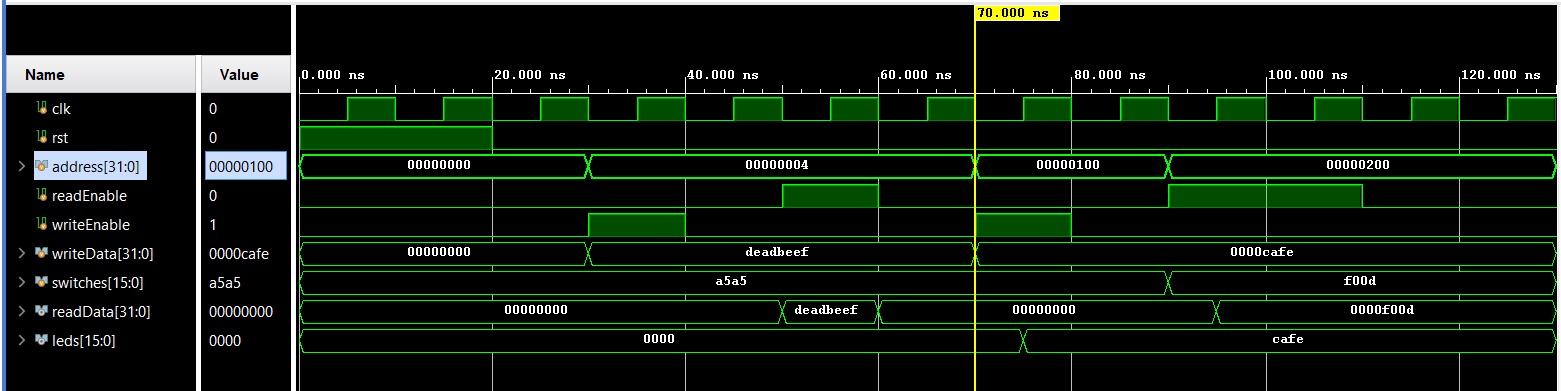 70.000 ns
Name Value
0.000 ns 20.000 ns 40.000 ns 60.000 ns 80.000 ns 100.000 ns 120.000 ns
clk 0
rst 0
address[31:0] 00000100 00000000 00000004 00000100 00000200
readEnable 0
writeEnable 1
writeData[31:0] 0000cafe 00000000 deadbeef 0000cafe
switches[15:0] a5a5 a5a5 f00d
readData[31:0] 00000000 00000000 deadbeef 00000000 0000f00d
leds[15:0] 0000 0000 cafe